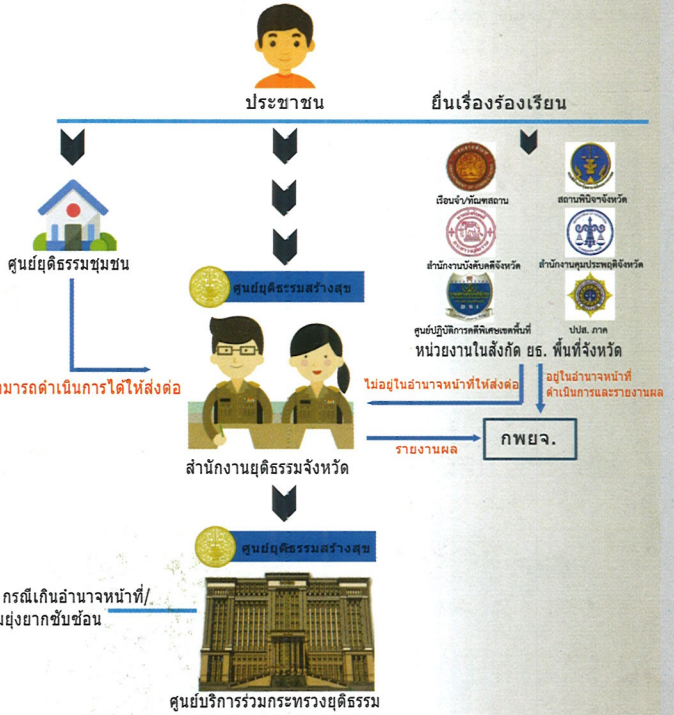 ประชาชน
ยื่นเรื่องร้องเรียน
เรือนจำ/ทัณฑสถาน
สถานพินิจฯจังหวัด
ศูนย์ยุติธรรมชุมชน
สำนักงานบังคับคดีจังหวัด
สำนักงานคุมประพฤติจังหวัด
ศูนย์ยุติธรรมสร้างสุข
DSI
ศูนย์ปฏิบัติการคดีพิเศษเขตพื้นที่
ปปส. ภาค
หน่วยงานในสังกัด ยธ. พื้นที่จังหวัด
ามารถดำเนินการได้ให้ส่งต่อ
ไม่อยู่ในอำนาจหน้าที่ให้ส่งต่อ
อยู่ในอำนาจหน้าที่
ดำเนินการและรายงานผล
กพยจ.
รายงานผล
สำนักงานยุติธรรมจังหวัด
ศูนย์ยุติธรรมสร้างสุข
กรณีเกินอำนาจหน้าที่/
มยุ่งยากซับซ้อน
ศูนย์บริการร่วมกระทรวงยุติธรรม